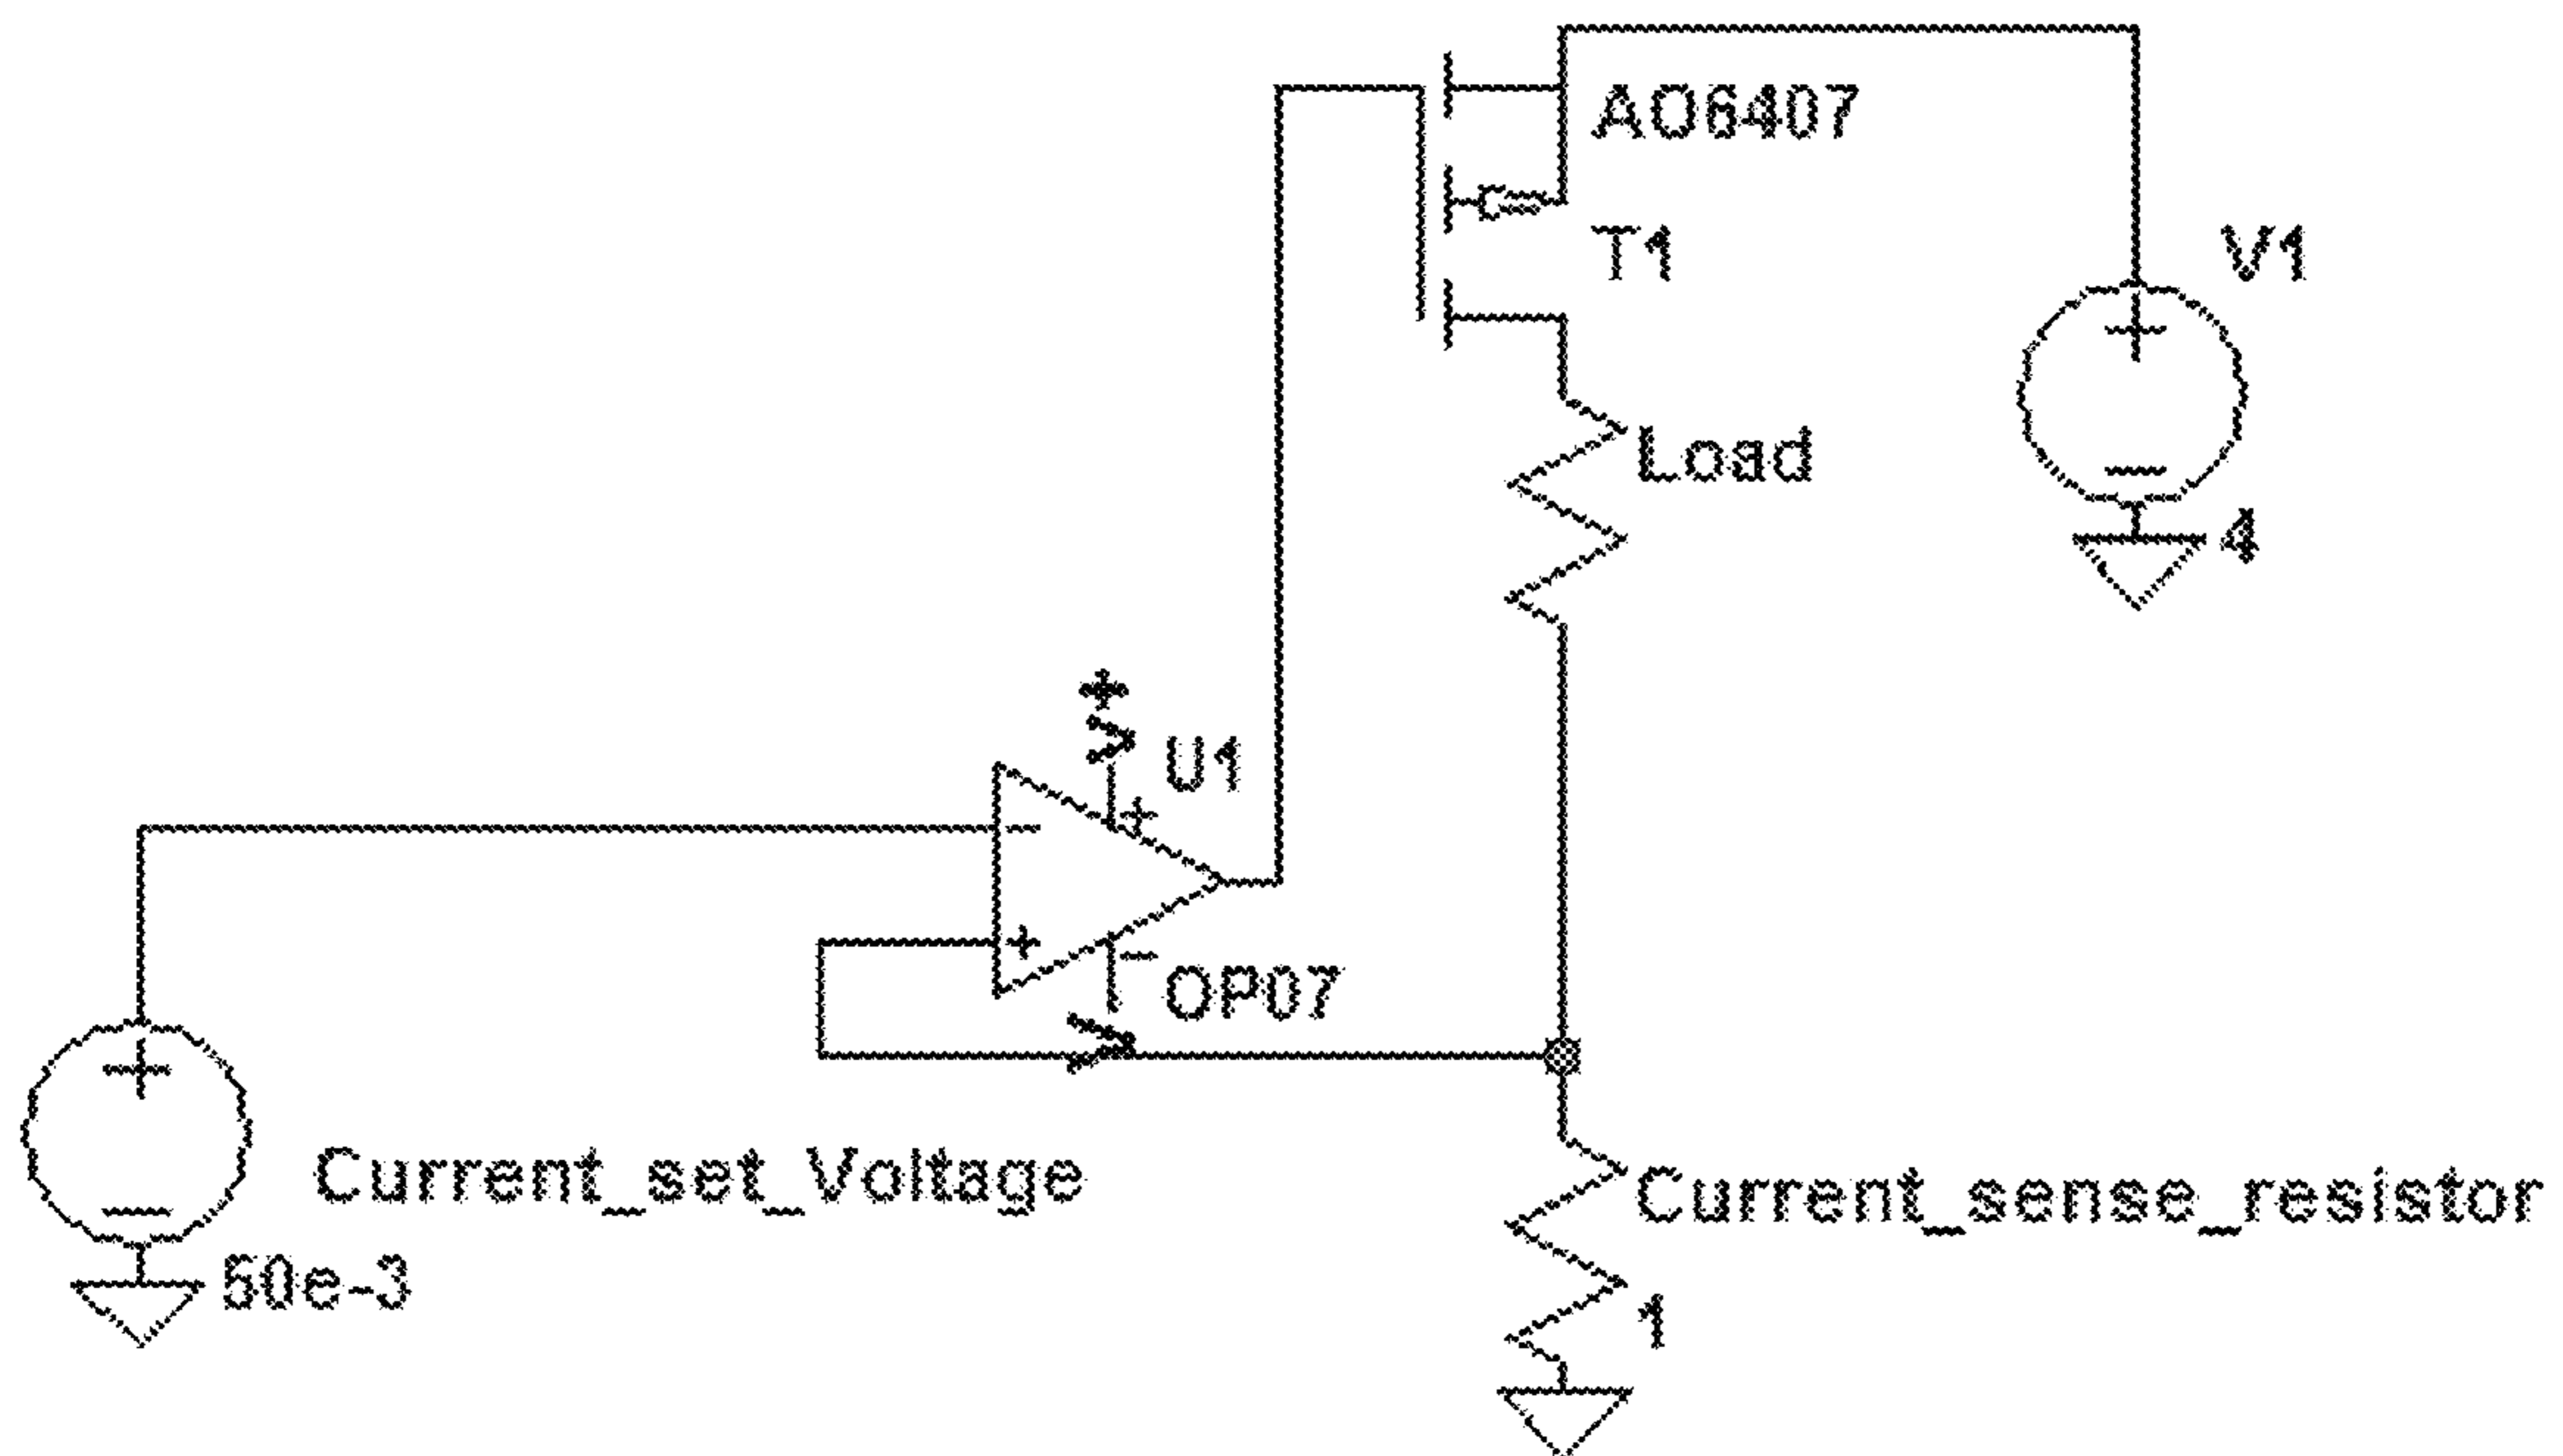 AO6407
T1
V1
Load
4
V+
U1
OP07
V-
Current_set_Voltage
50e-3
Current_sense_resistor
1